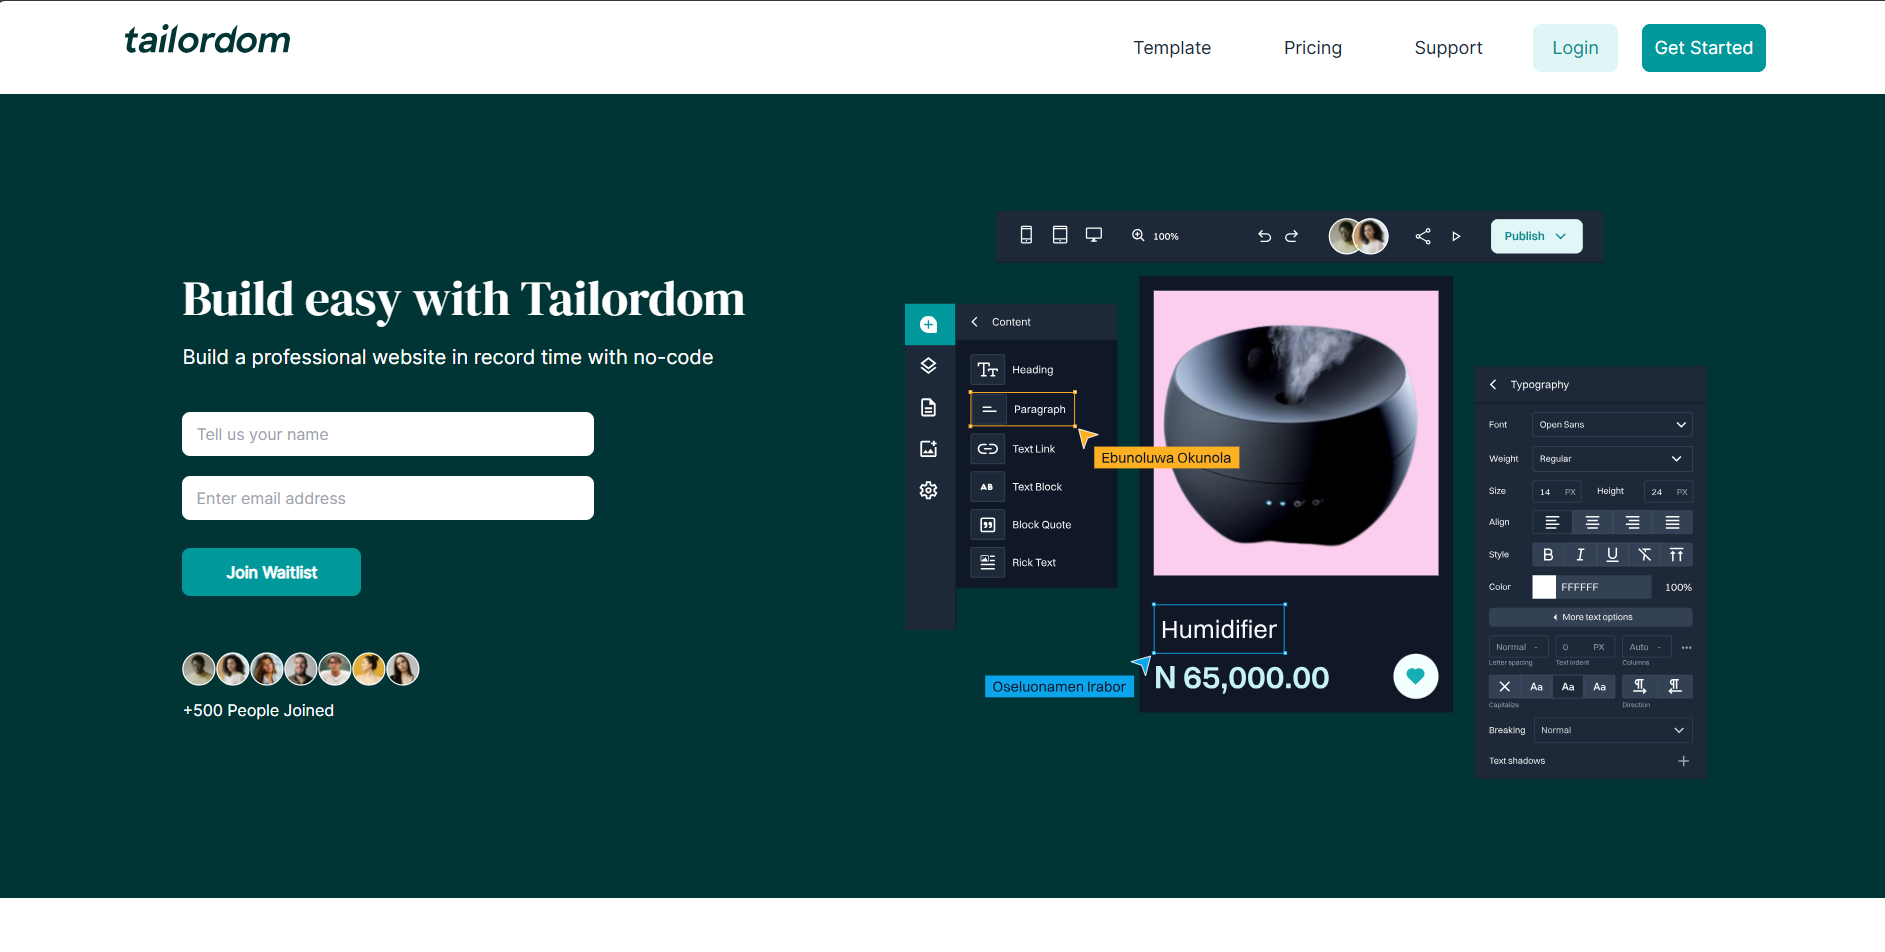 tailordom
Template
Pricing
Support
Login
Get Started
Build easy with Tailordom
Build a professional website in record time with no-code
Tell us your name
Enter email address
Join Waitlist
+500 People Joined
100%
Publish
Content
Heading
Paragraph
Text Link
AB Text Block
Block Quote
Rick Text
Ebunoluwa Okunola
Humidifier
Oseluonamen Irabor
N 65,000.00
Typography
Font Open Sans
Weight Regular
Size 14 PX Height 24 PX
Align
Style B I U
Color FFFFFF 100%
More text options
Normal - 0 PX Auto -
Letter spacing Text indent Columns
Aa Aa Aa
Capitalize Direction
Breaking Normal
Text shadows